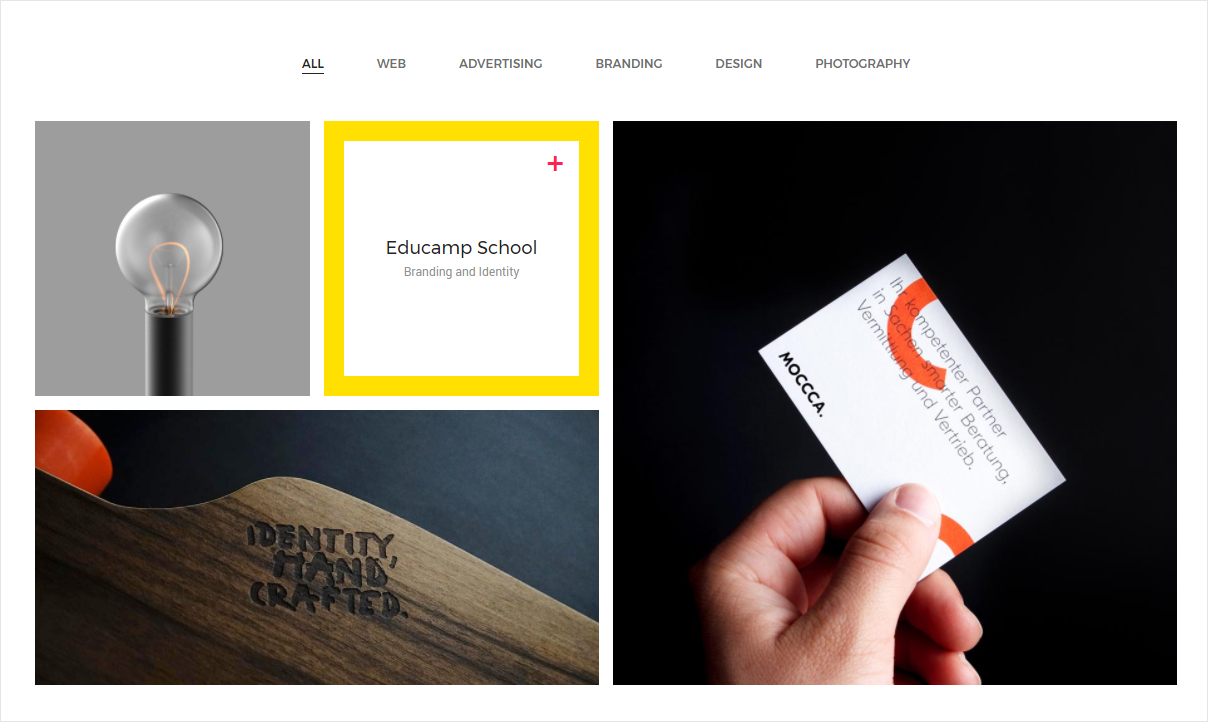 ALL
WEB
ADVERTISING
BRANDING
DESIGN
PHOTOGRAPHY
+
Educamp School
Branding and Identity
IDENTITY,
HAND
CRAFTED.
Ihr kompetenter Partner
in Sachen smarter Beratung,
Vermittlung und Vertrieb.
MOCCCA.